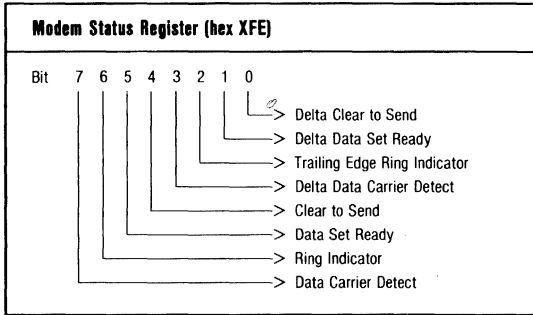 Modem Status Register (hex XFE)
Bit 7 6 5 4 3 2 1 0
Delta Clear to Send
Delta Data Set Ready
Trailing Edge Ring Indicator
Delta Data Carrier Detect
Clear to Send
Data Set Ready
Ring Indicator
Data Carrier Detect